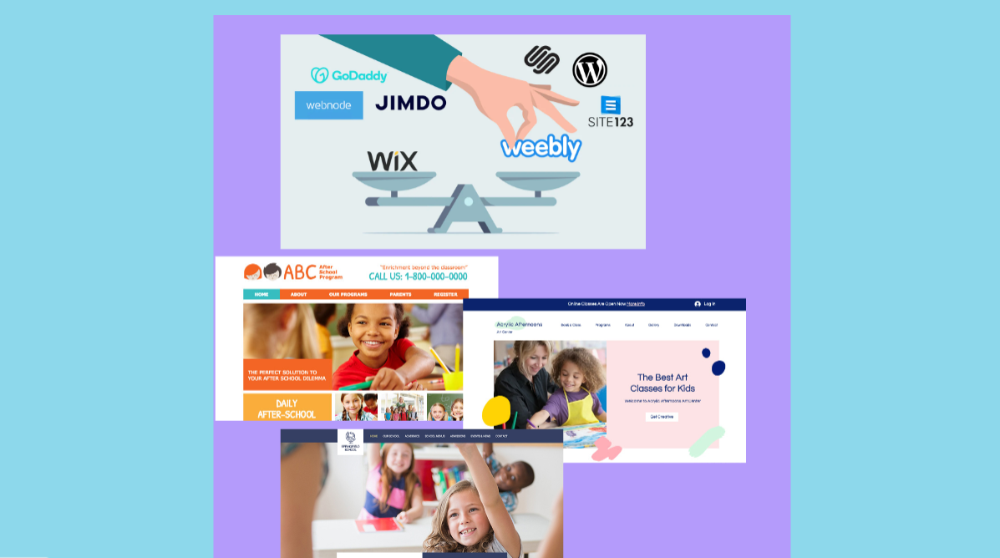 GoDaddy
webnode
JIMDO
SITE123
weebly
WiX
ABC
After
School
Program
"Enrichment beyond the classroom"
CALL US: 1-800-000-0000
HOME ABOUT OUR PROGRAMS PARENTS REGISTER
THE PERFECT SOLUTION TO
YOUR AFTER SCHOOL DILEMMA
DAILY
AFTER-SCHOOL
Online Classes Are Open Now More Info
Log In
Acrylic Afternoons
Art Center
Book a Class Programs About Gallery Downloads Contact
The Best Art
Classes for Kids
Welcome to Acrylic Afternoons Art Center
Get Creative
SPRINGFIELD
SCHOOL
HOME OUR SCHOOL ACADEMICS SCHOOL MENUS ADMISSIONS EVENTS & NEWS CONTACT